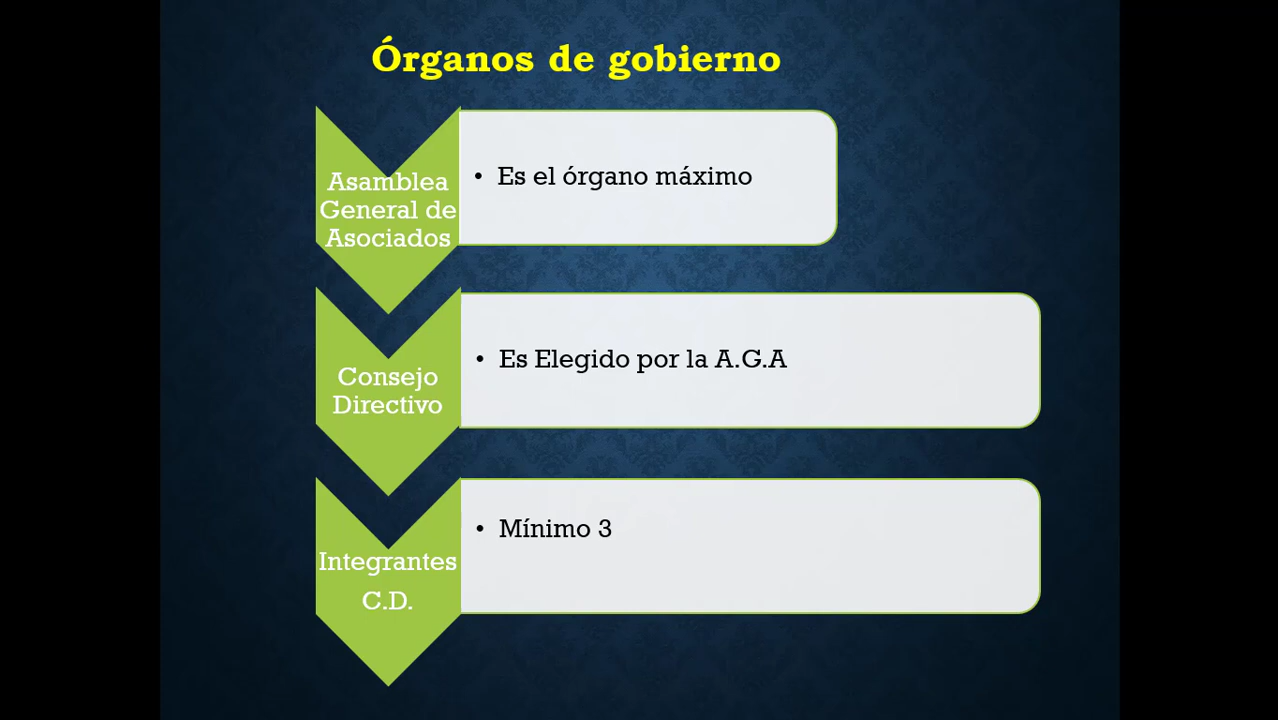 Órganos de gobierno
Asamblea
General de
Asociados
• Es el órgano máximo
Consejo
Directivo
• Es Elegido por la A.G.A
Integrantes
C.D.
• Mínimo 3